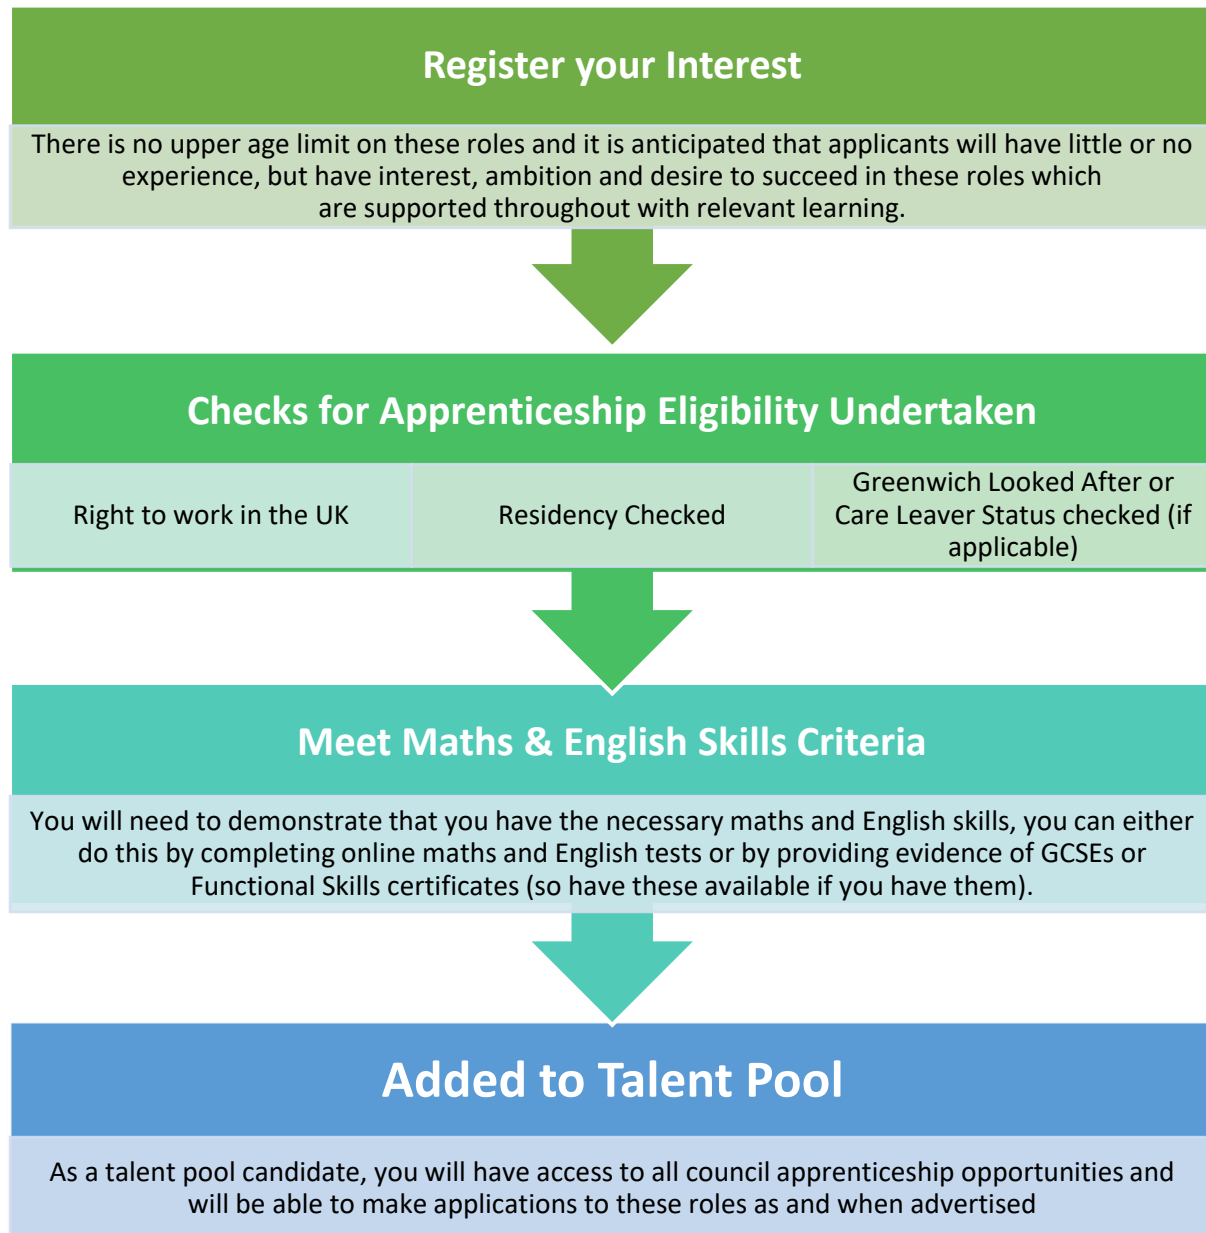 Register your Interest
There is no upper age limit on these roles and it is anticipated that applicants will have little or no
experience, but have interest, ambition and desire to succeed in these roles which
are supported throughout with relevant learning.
Checks for Apprenticeship Eligibility Undertaken
Right to work in the UK
Residency Checked
Greenwich Looked After or
Care Leaver Status checked (if
applicable)
Meet Maths & English Skills Criteria
You will need to demonstrate that you have the necessary maths and English skills, you can either
do this by completing online maths and English tests or by providing evidence of GCSEs or
Functional Skills certificates (so have these available if you have them).
Added to Talent Pool
As a talent pool candidate, you will have access to all council apprenticeship opportunities and
will be able to make applications to these roles as and when advertised